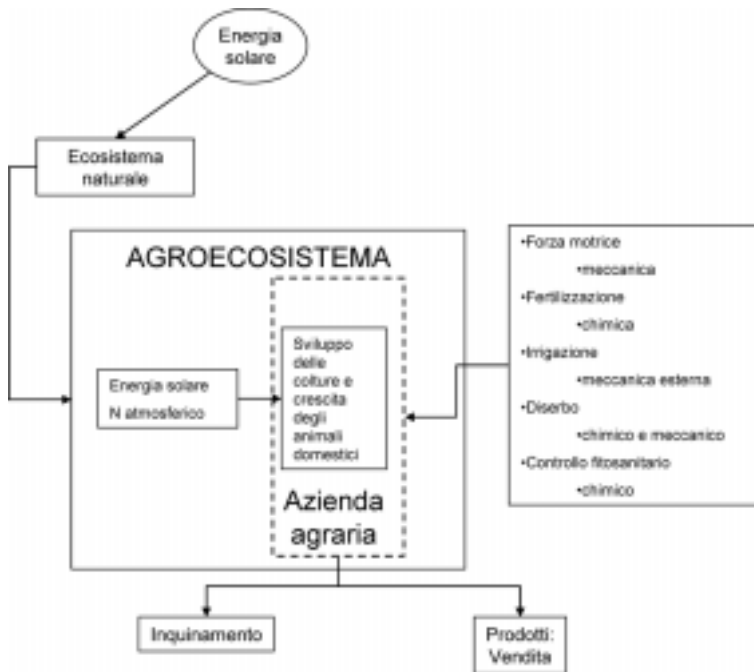 Energia
solare
Ecosistema
naturale
AGROECOSISTEMA
Energia solare
N atmosferico
Sviluppo
delle
colture e
crescita
degli
animali
domestici
Azienda
agraria
•Forza motrice
•meccanica
•Fertilizzazione
•chimica
•Irrigazione
•meccanica esterna
•Diserbo
•chimico e meccanico
•Controllo fitosanitario
•chimico
Inquinamento
Prodotti:
Vendita